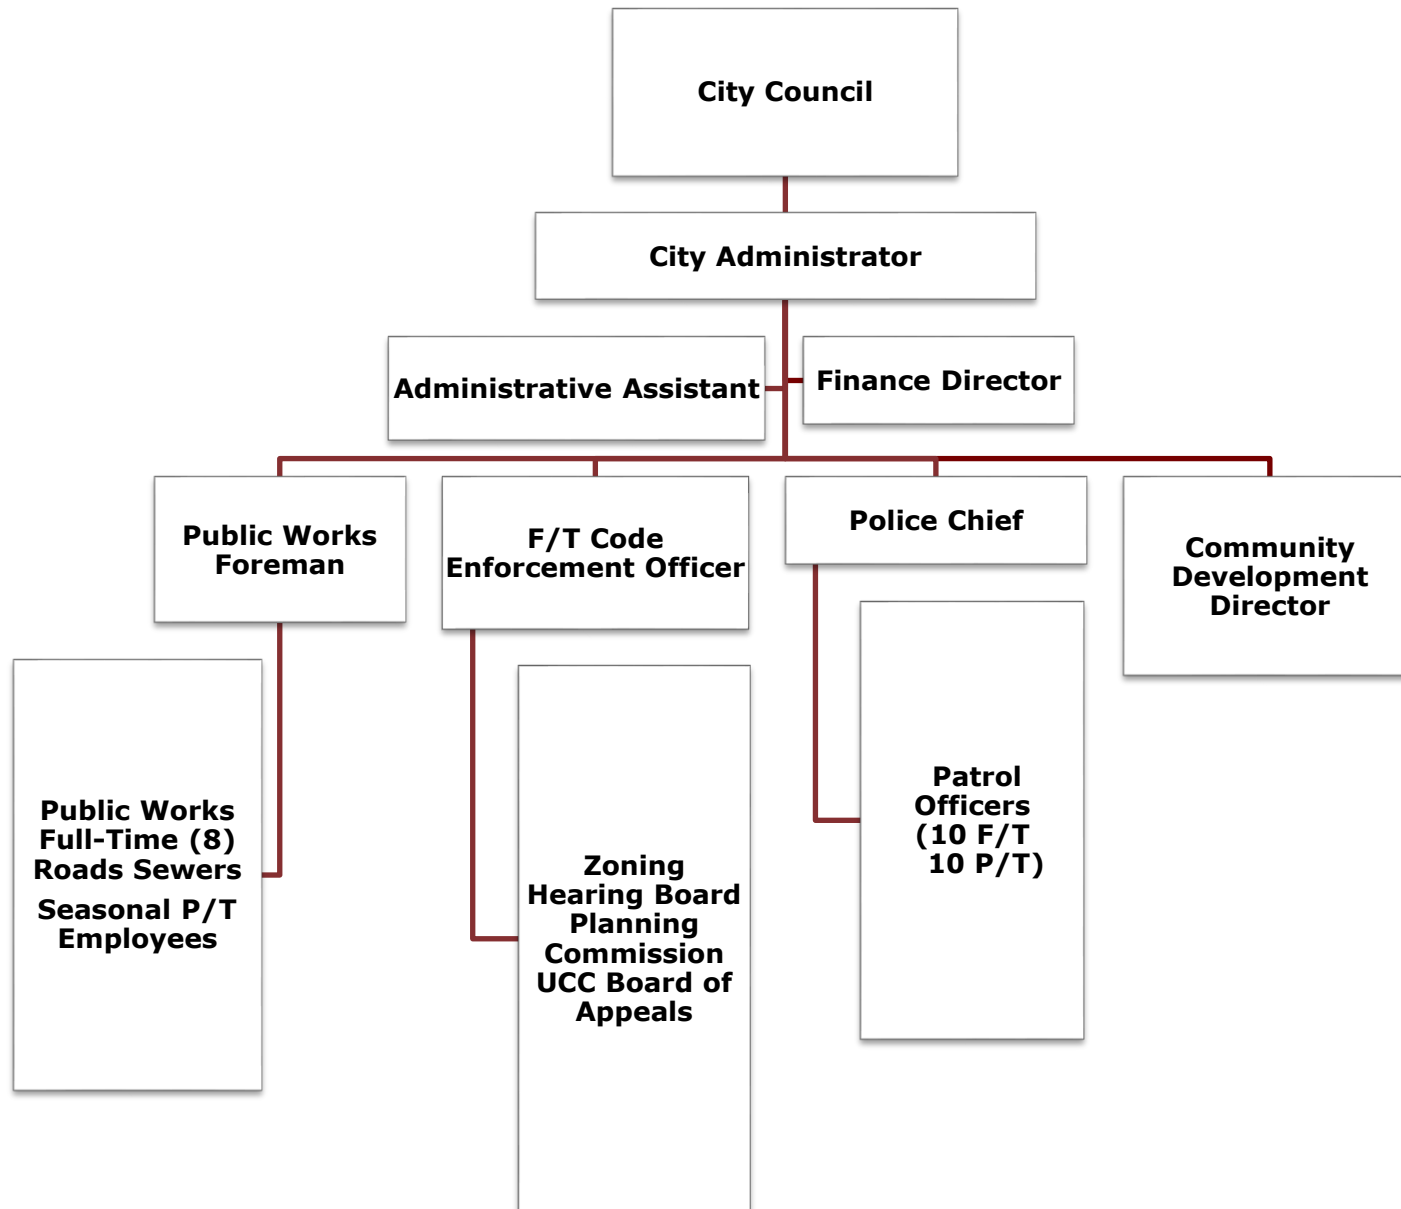 City Council
City Administrator
Administrative Assistant
Finance Director
Public Works
Foreman
F/T Code
Enforcement Officer
Police Chief
Community
Development
Director
Public Works
Full-Time (8)
Roads Sewers
Seasonal P/T
Employees
Zoning
Hearing Board
Planning
Commission
UCC Board of
Appeals
Patrol
Officers
(10 F/T
10 P/T)